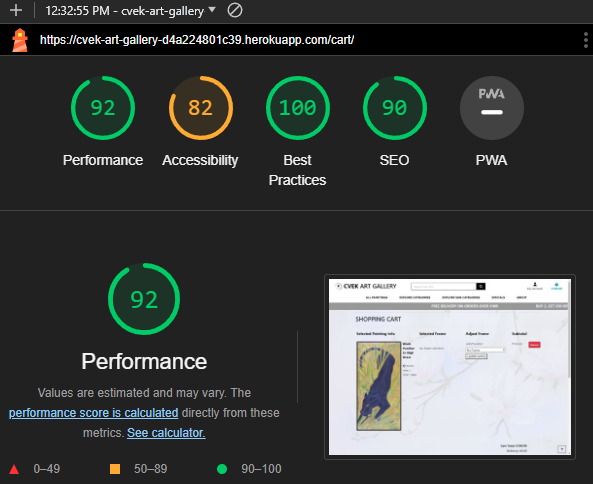 12:32:55 PM - cvek-art-gallery
https://cvek-art-gallery-d4a224801c39.herokuapp.com/cart/
92
82
100
90
PWA
Performance
Accessibility
Best
Practices
SEO
PWA
92
Performance
Values are estimated and may vary. The
performance score is calculated directly from these
metrics. See calculator.
0–49
50–89
90–100
CVEK ART GALLERY
SHOPPING CART
Selected Painting Info
Selected Frame
Adjust Frame
Subtotal